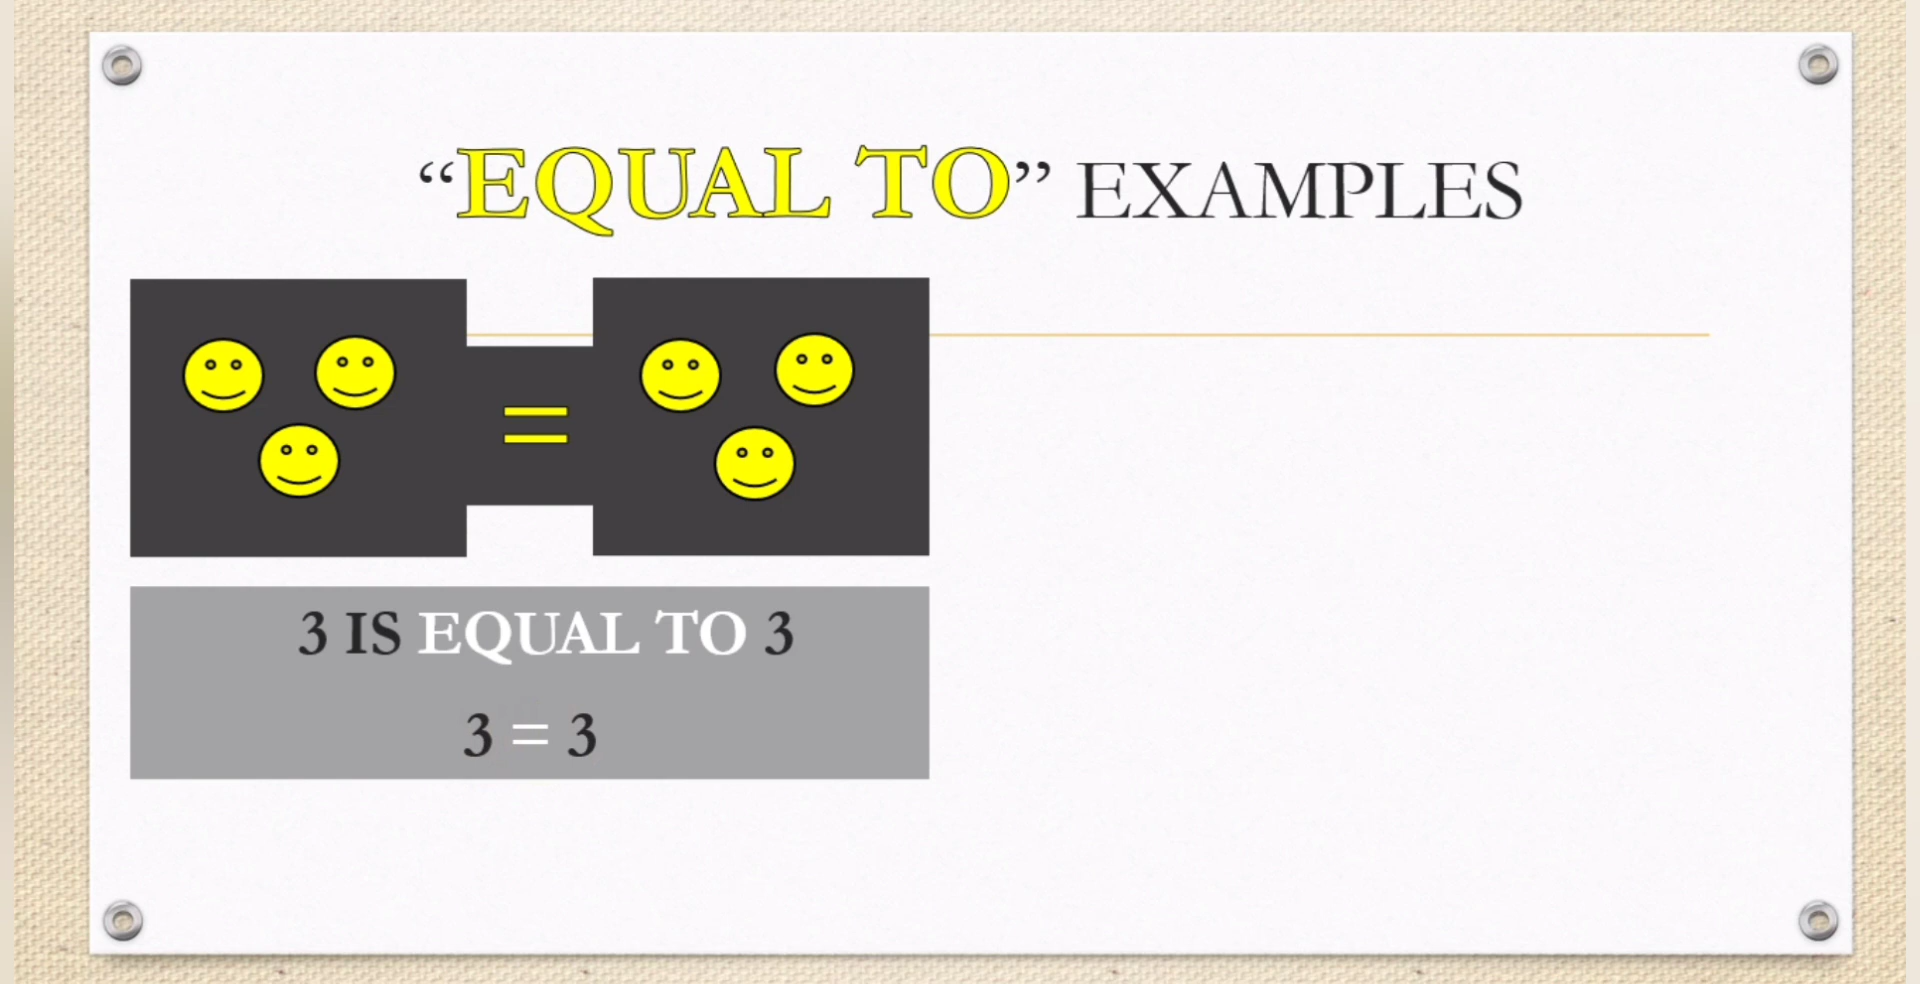 “EQUAL TO” EXAMPLES
=
3 IS EQUAL TO 3
3 = 3